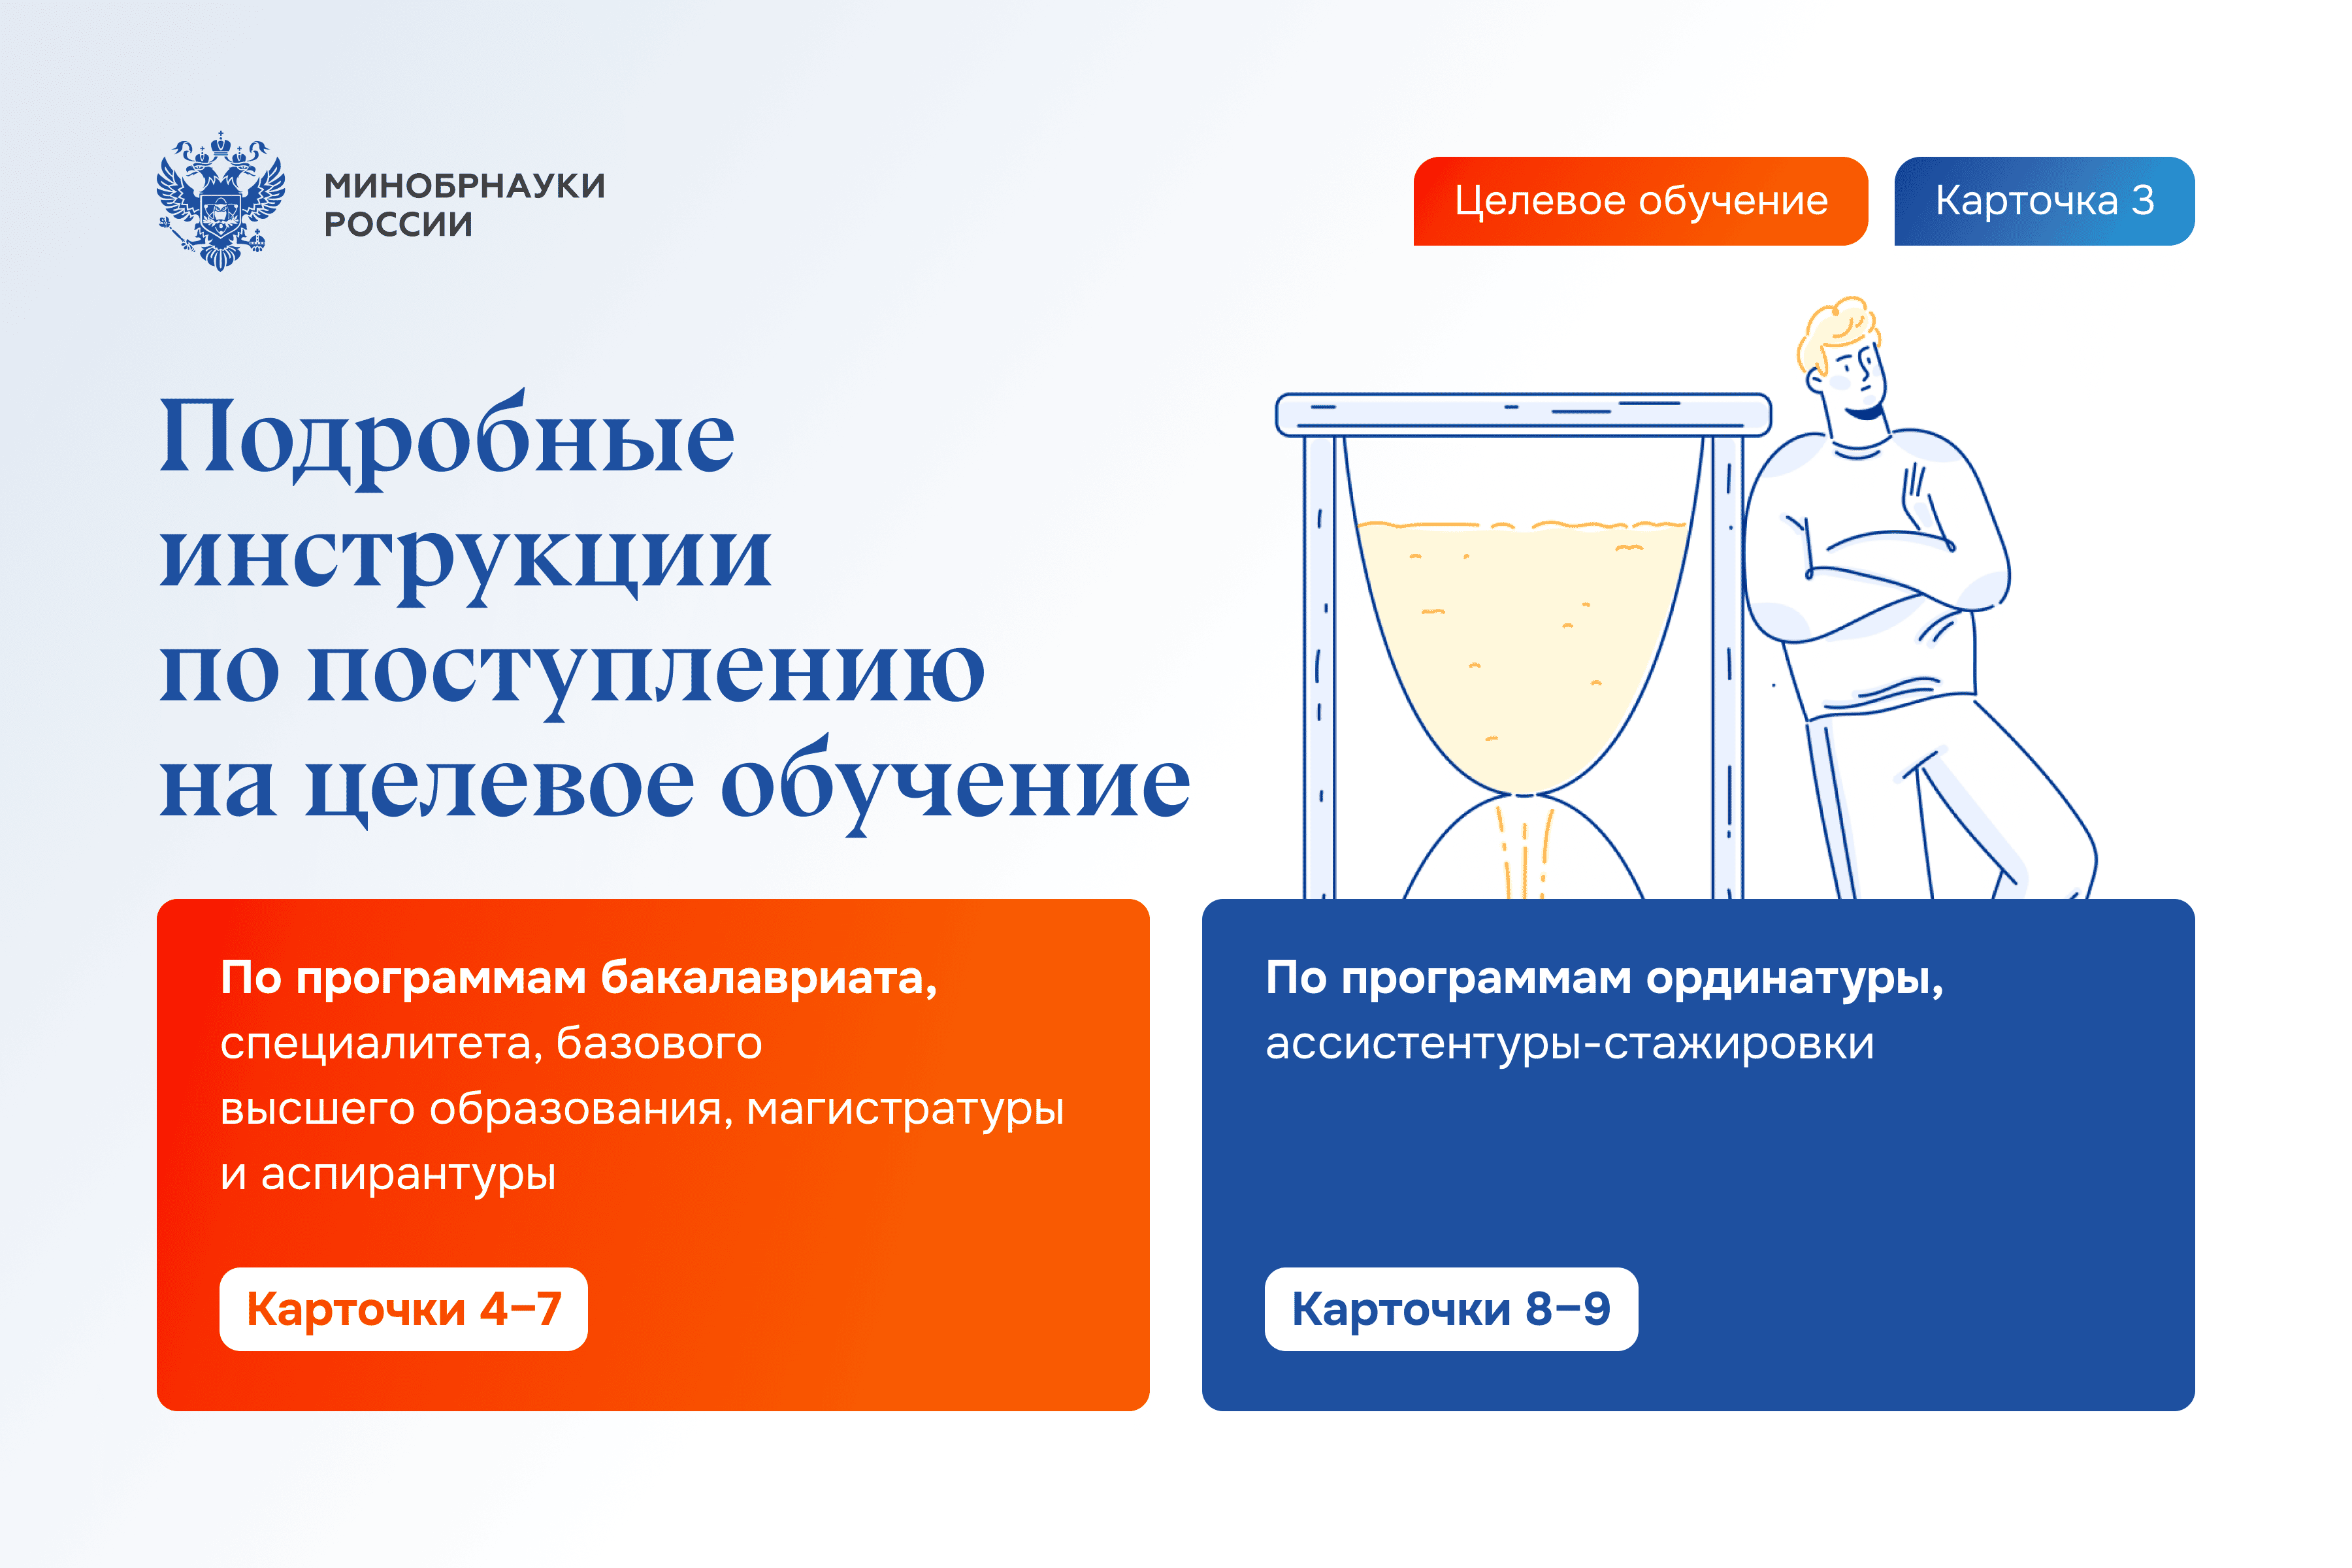 МИНОБРНАУКИ
РОССИИ
Целевое обучение
Карточка 3
Подробные
инструкции
по поступлению
на целевое обучение
По программам бакалавриата,
специалитета, базового
высшего образования, магистратуры
и аспирантуры
Карточки 4–7
По программам ординатуры,
ассистентуры-стажировки
Карточки 8–9